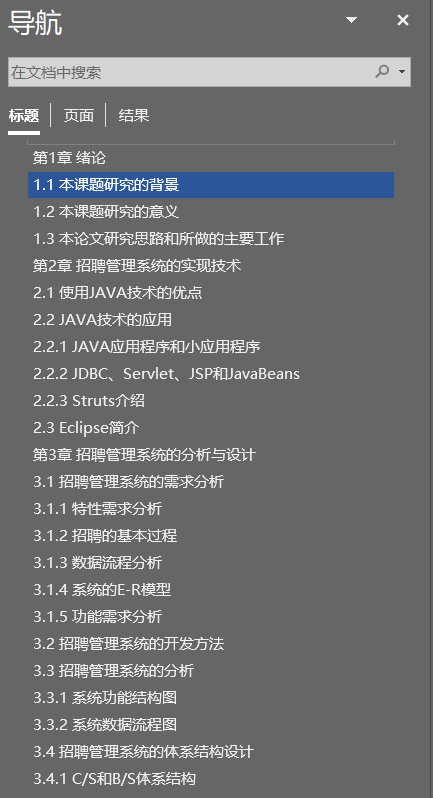 导航
在文档中搜索
标题 页面 结果
第1章 绪论
1.1 本课题研究的背景
1.2 本课题研究的意义
1.3 本论文研究思路和所做的主要工作
第2章 招聘管理系统的实现技术
2.1 使用JAVA技术的优点
2.2 JAVA技术的应用
2.2.1 JAVA应用程序和小应用程序
2.2.2 JDBC、Servlet、JSP和JavaBeans
2.2.3 Struts介绍
2.3 Eclipse简介
第3章 招聘管理系统的分析与设计
3.1 招聘管理系统的需求分析
3.1.1 特性需求分析
3.1.2 招聘的基本过程
3.1.3 数据流程分析
3.1.4 系统的E-R模型
3.1.5 功能需求分析
3.2 招聘管理系统的开发方法
3.3 招聘管理系统的分析
3.3.1 系统功能结构图
3.3.2 系统数据流程图
3.4 招聘管理系统的体系结构设计
3.4.1 C/S和B/S体系结构